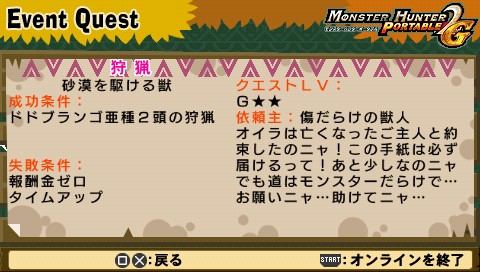 Event Quest
MONSTER HUNTER
PORTABLE 2nd G
狩猟
砂漠を駆ける獣
成功条件：
ドドブランゴ亜種２頭の狩猟
失敗条件：
報酬金ゼロ
タイムアップ
クエストＬＶ：
Ｇ★★
依頼主：傷だらけの獣人
オイラは亡くなったご主人と約
束したのニャ！この手紙は必ず
届けるって！あと少しなのニャ
でも道はモンスターだらけで…
お願いニャ…助けてニャ…
□×:戻る
START:オンラインを終了